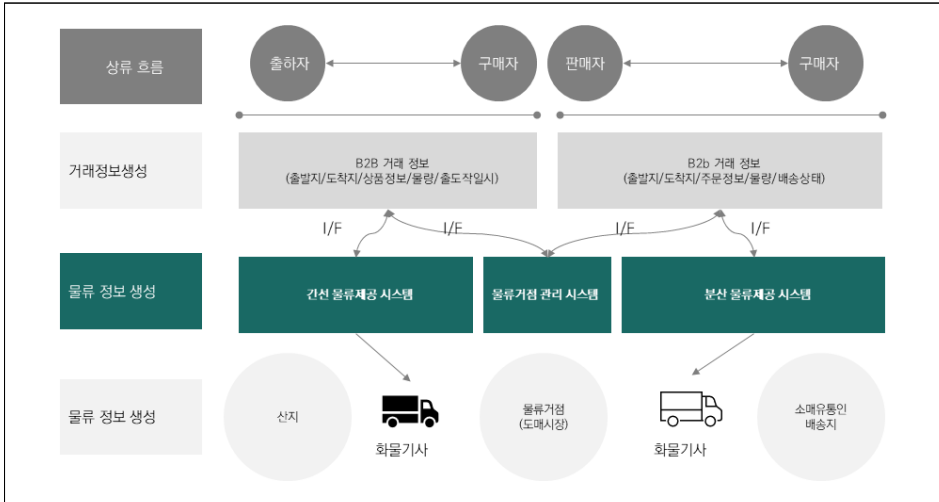 상류 흐름
출하자
구매자
판매자
구매자
거래정보생성
B2B 거래 정보
(출발지/도착지/상품정보/물량/출도작일시)
B2b 거래 정보
(출발지/도착지/주문정보/물량/배송상태)
I/F
I/F
I/F
I/F
물류 정보 생성
간선 물류제공 시스템
물류거점 관리 시스템
분산 물류제공 시스템
물류 정보 생성
산지
화물기사
물류거점
(도매시장)
화물기사
소매유통인
배송지